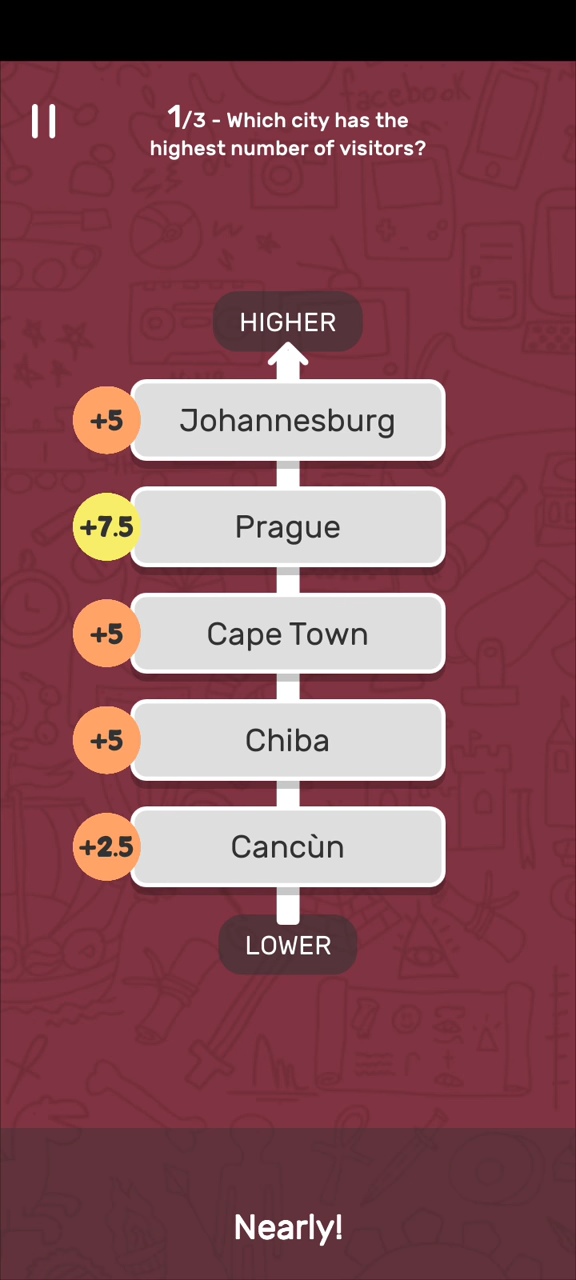 facebook
1/3 - Which city has the
highest number of visitors?
HIGHER
+5 Johannesburg
+7.5 Prague
+5 Cape Town
+5 Chiba
+2.5 Cancùn
LOWER
Nearly!